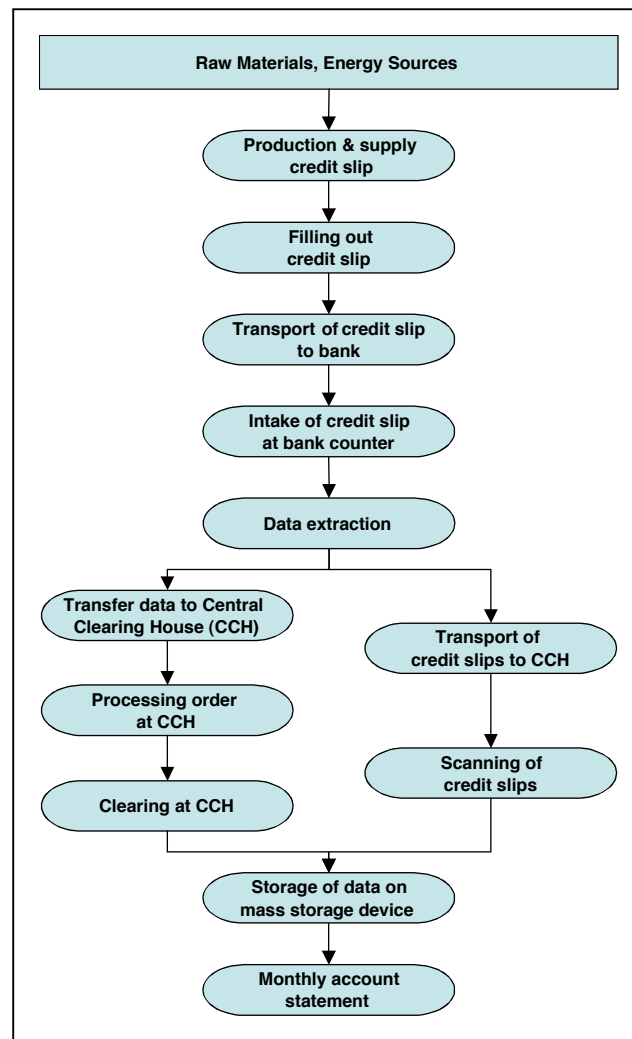 Raw Materials, Energy Sources
Production & supply
credit slip
Filling out
credit slip
Transport of credit slip
to bank
Intake of credit slip
at bank counter
Data extraction
Transfer data to Central
Clearing House (CCH)
Processing order
at CCH
Clearing at CCH
Transport of
credit slips to CCH
Scanning of
credit slips
Storage of data on
mass storage device
Monthly account
statement